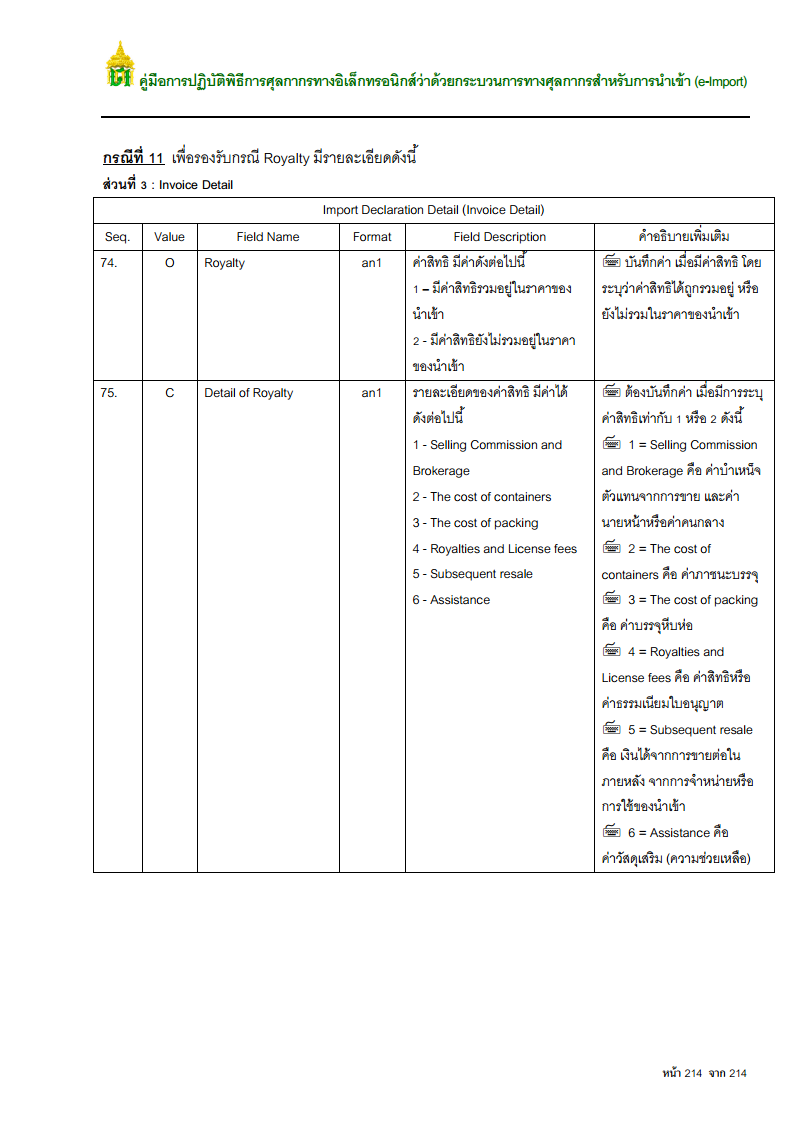 คู่มือการปฏิบัติพิธีการศุลกากรทางอิเล็กทรอนิกส์ว่าด้วยกระบวนการทางศุลกากรสำหรับการนำเข้า (e-Import)
กรณีที่ 11 เพื่อรองรับกรณี Royalty มีรายละเอียดดังนี้
ส่วนที่ 3 : Invoice Detail
Import Declaration Detail (Invoice Detail)
Seq. Value Field Name Format Field Description คำอธิบายเพิ่มเติม
74. O Royalty an1
ค่าสิทธิ มีค่าดังต่อไปนี้
1 – มีค่าสิทธิรวมอยู่ในราคาของ
นำเข้า
2 - มีค่าสิทธิยังไม่รวมอยู่ในราคา
ของนำเข้า
บันทึกค่า เมื่อมีค่าสิทธิ โดย
ระบุว่าค่าสิทธิได้ถูกรวมอยู่ หรือ
ยังไม่รวมในราคาของนำเข้า
75. C Detail of Royalty an1
รายละเอียดของค่าสิทธิ มีค่าได้
ดังต่อไปนี้
1 - Selling Commission and
Brokerage
2 - The cost of containers
3 - The cost of packing
4 - Royalties and License fees
5 - Subsequent resale
6 - Assistance
ต้องบันทึกค่า เมื่อมีการระบุ
ค่าสิทธิเท่ากับ 1 หรือ 2 ดังนี้
1 = Selling Commission
and Brokerage คือ ค่าบำเหน็จ
ตัวแทนจากการขาย และค่า
นายหน้าหรือค่าคนกลาง
2 = The cost of
containers คือ ค่าภาชนะบรรจุ
3 = The cost of packing
คือ ค่าบรรจุหีบห่อ
4 = Royalties and
License fees คือ ค่าสิทธิหรือ
ค่าธรรมเนียมใบอนุญาต
5 = Subsequent resale
คือ เงินได้จากการขายต่อใน
ภายหลัง จากการจำหน่ายหรือ
การใช้ของนำเข้า
6 = Assistance คือ
ค่าวัสดุเสริม (ความช่วยเหลือ)
หน้า 214 จาก 214